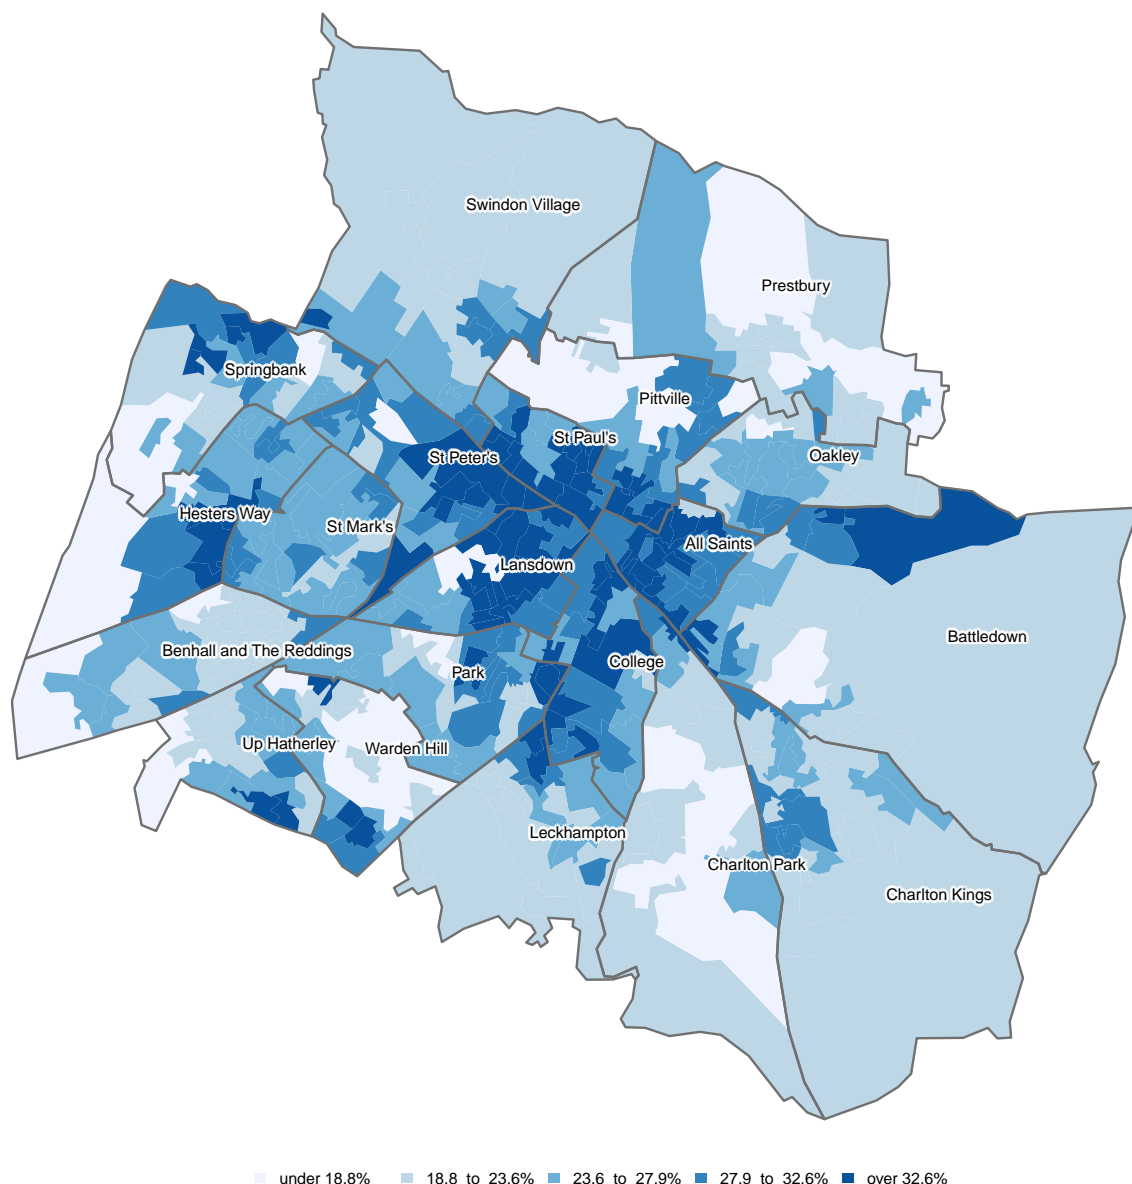 Swindon Village
Prestbury
Springbank
Pittville
St Paul's
St Peter's
Oakley
Hesters Way
St Mark's
All Saints
Lansdown
Battledown
Benhall and The Reddings
College
Park
Up Hatherley
Warden Hill
Leckhampton
Charlton Park
Charlton Kings
under 18.8% 18.8 to 23.6% 23.6 to 27.9% 27.9 to 32.6% over 32.6%